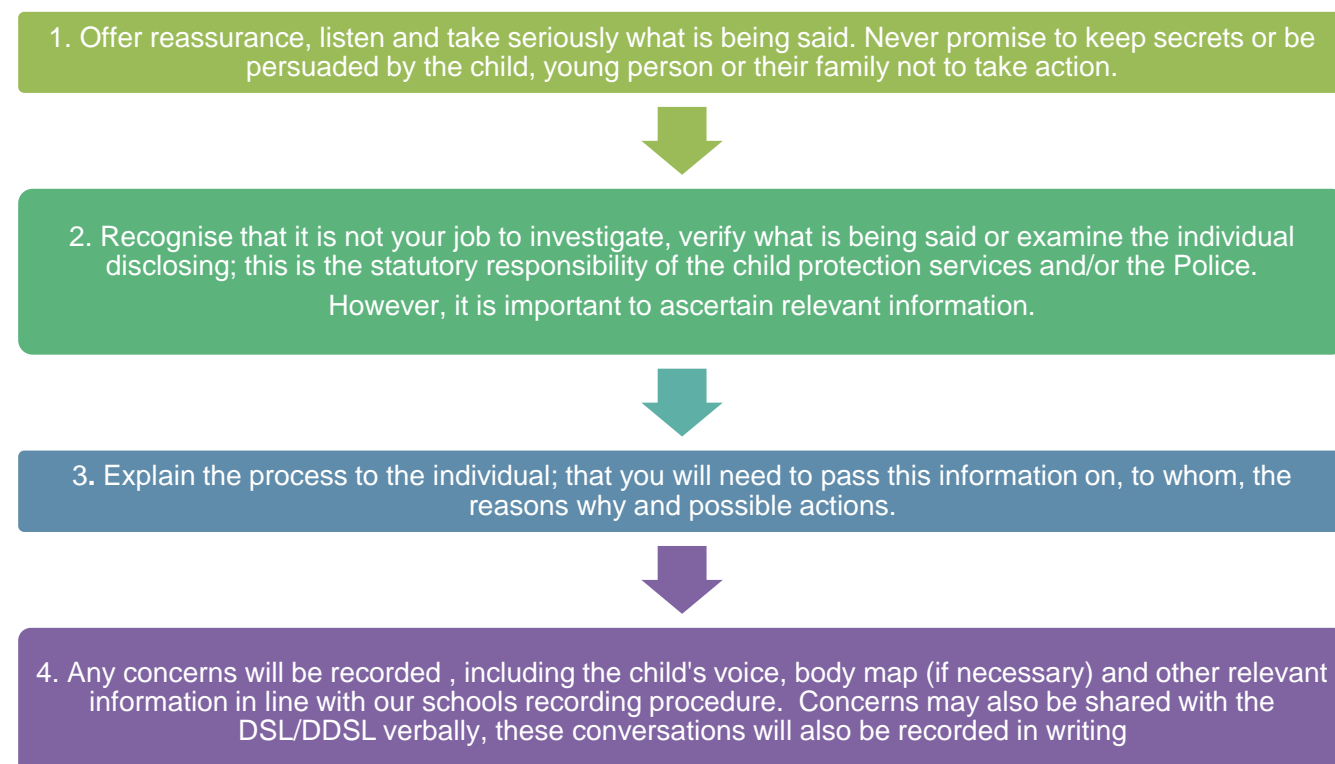 1. Offer reassurance, listen and take seriously what is being said. Never promise to keep secrets or be
persuaded by the child, young person or their family not to take action.
2. Recognise that it is not your job to investigate, verify what is being said or examine the individual
disclosing; this is the statutory responsibility of the child protection services and/or the Police.
However, it is important to ascertain relevant information.
3. Explain the process to the individual; that you will need to pass this information on, to whom, the
reasons why and possible actions.
4. Any concerns will be recorded , including the child's voice, body map (if necessary) and other relevant
information in line with our schools recording procedure.  Concerns may also be shared with the
DSL/DDSL verbally, these conversations will also be recorded in writing